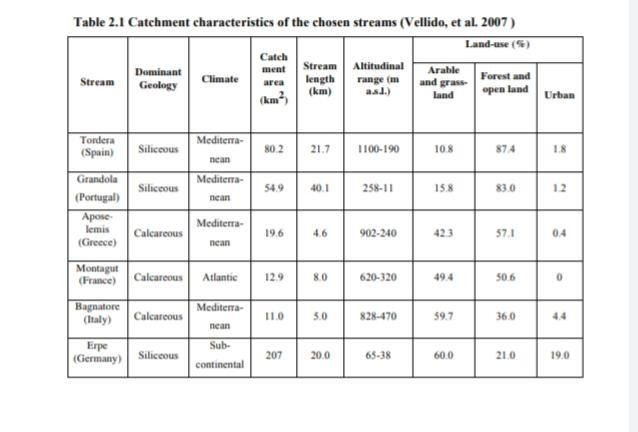 Table 2.1 Catchment characteristics of the chosen streams (Vellido, et al. 2007 )
Stream Dominant Geology Climate Catch ment area (km2) Stream length (km) Altitudinal range (m a.s.l.) Land-use (%)
Arable and grass-land Forest and open land Urban
Tordera (Spain) Siliceous Mediterra-nean 80.2 21.7 1100-190 10.8 87.4 1.8
Grandola (Portugal) Siliceous Mediterra-nean 54.9 40.1 258-11 15.8 83.0 1.2
Apose-lemis (Greece) Calcareous Mediterra-nean 19.6 4.6 902-240 42.3 57.1 0.4
Montagut (France) Calcareous Atlantic 12.9 8.0 620-320 49.4 50.6 0
Bagnatore (Italy) Calcareous Mediterra-nean 11.0 5.0 828-470 59.7 36.0 4.4
Erpe (Germany) Siliceous Sub-continental 207 20.0 65-38 60.0 21.0 19.0